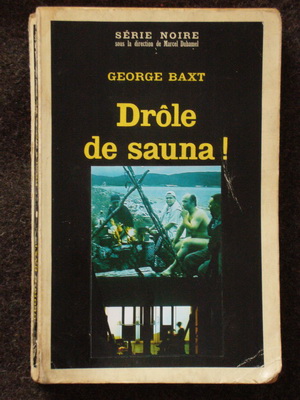 SÉRIE NOIRE
sous la direction de Marcel Duhamel
GEORGE BAXT
Drôle
de sauna !